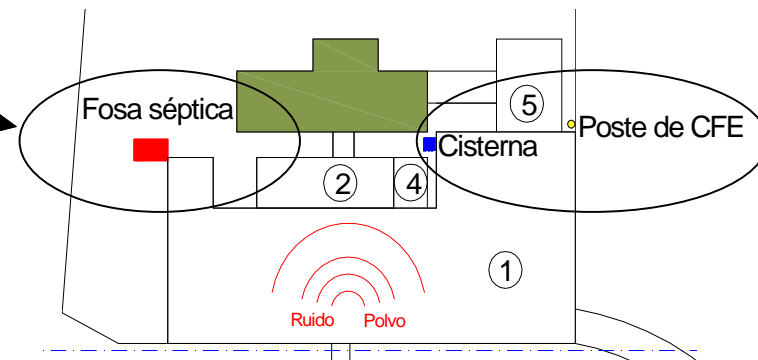 Fosa séptica
5
Poste de CFE
Cisterna
2
4
1
Ruido
Polvo